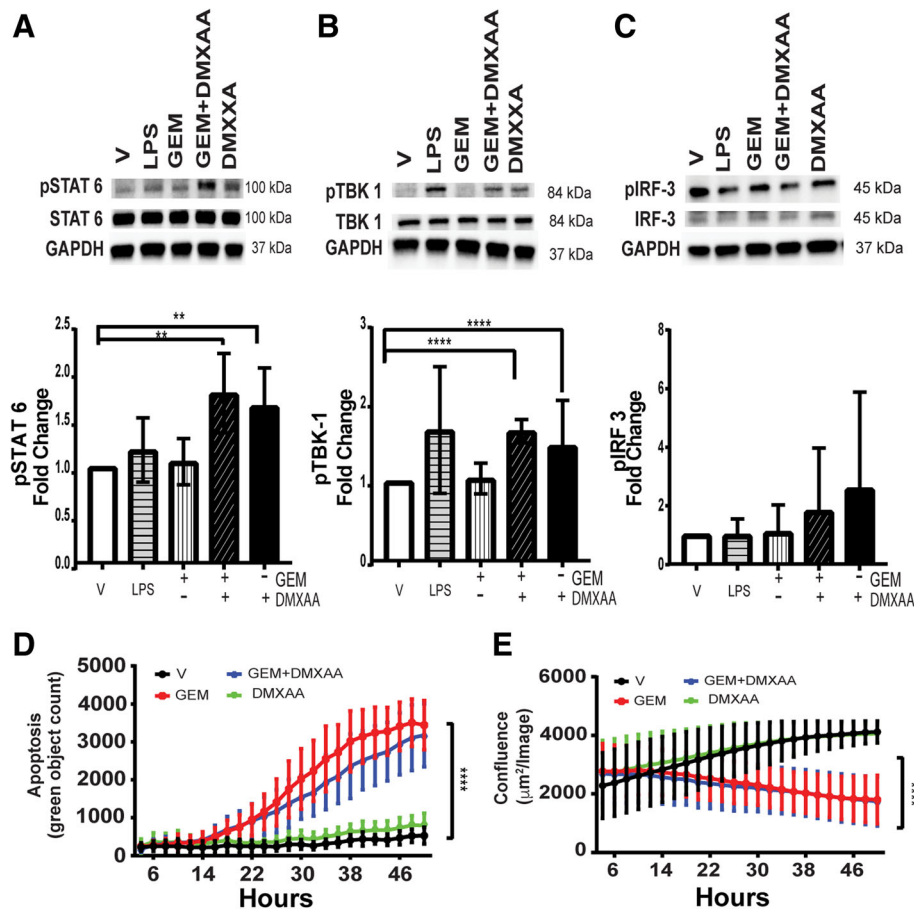 A
V LPS GEM GEM+DMXAA DMXXA
pSTAT 6 100 kDa
STAT 6 100 kDa
GAPDH 37 kDa
pSTAT 6
Fold Change
2.5
2.0
1.5
1.0
0.5
0.0
**
**
V LPS + + - GEM
- + + DMXAA
B
V LPS GEM GEM+DMXAA DMXXA
pTBK 1 84 kDa
TBK 1 84 kDa
GAPDH 37 kDa
pTBK-1
Fold Change
3
2
1
0
****
****
V LPS + + - GEM
- + + DMXAA
C
V LPS GEM GEM+DMXAA DMXAA
pIRF-3 45 kDa
IRF-3 45 kDa
GAPDH 37 kDa
pIRF 3
Fold Change
8
6
4
2
0
V LPS + + - GEM
- + + DMXAA
D
Apoptosis
(green object count)
5000
4000
3000
2000
1000
0
V GEM+DMXAA
GEM DMXAA
****
6 14 22 30 38 46
Hours
E
Confluence
(µm²/Image)
6000
4000
2000
0
V GEM+DMXAA
GEM DMXAA
****
6 14 22 30 38 46
Hours